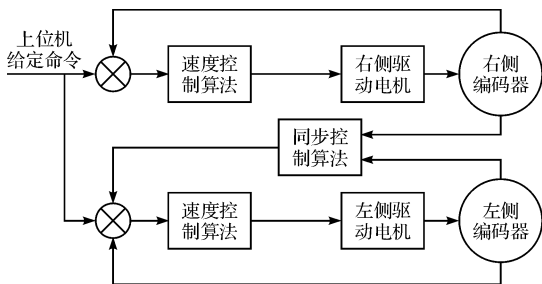 上位机
给定命令
速度控
制算法
右侧驱
动电机
右侧
编码器
同步控
制算法
速度控
制算法
左侧驱
动电机
左侧
编码器